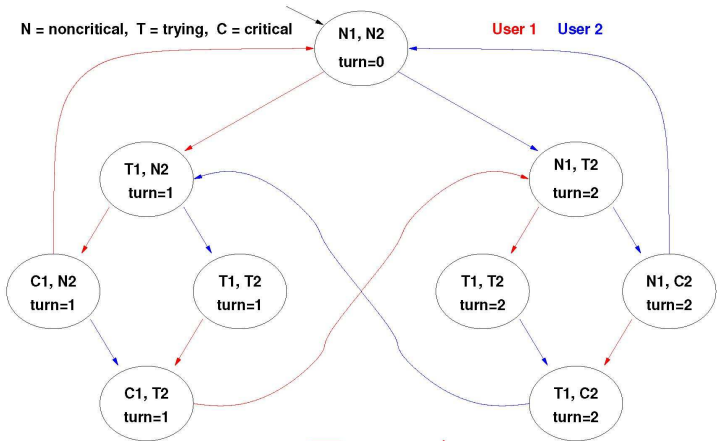 N = noncritical, T = trying, C = critical
User 1 User 2
N1, N2
turn=0
T1, N2
turn=1
N1, T2
turn=2
C1, N2
turn=1
T1, T2
turn=1
T1, T2
turn=2
N1, C2
turn=2
C1, T2
turn=1
T1, C2
turn=2